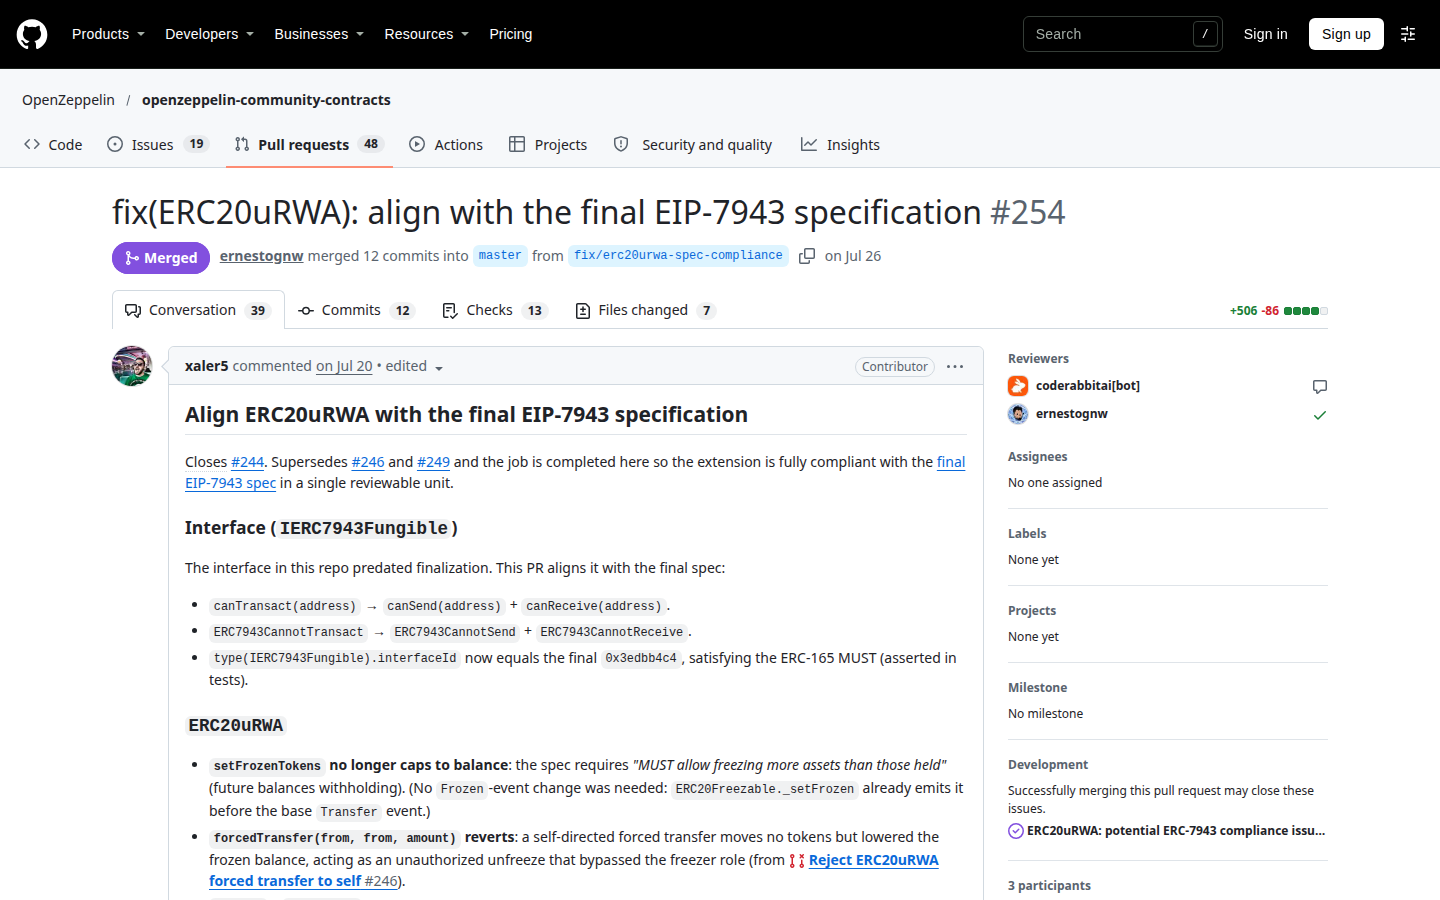 Products
Developers
Businesses
Resources
Pricing
Search
/
Sign in
Sign up
OpenZeppelin / openzeppelin-community-contracts
Code
Issues 19
Pull requests 48
Actions
Projects
Security and quality
Insights
fix(ERC20uRWA): align with the final EIP-7943 specification #254
Merged
ernestognw merged 12 commits into master from fix/erc20urwa-spec-compliance on Jul 26
Conversation 39
Commits 12
Checks 13
Files changed 7
+506 -86
xaler5 commented on Jul 20 • edited
Contributor
Align ERC20uRWA with the final EIP-7943 specification
Closes #244. Supersedes #246 and #249 and the job is completed here so the extension is fully compliant with the final
EIP-7943 spec in a single reviewable unit.
Interface (IERC7943Fungible)
The interface in this repo predated finalization. This PR aligns it with the final spec:
• canTransact(address) → canSend(address) + canReceive(address).
• ERC7943CannotTransact → ERC7943CannotSend + ERC7943CannotReceive.
• type(IERC7943Fungible).interfaceId now equals the final 0x3edbb4c4, satisfying the ERC-165 MUST (asserted in
tests).
ERC20uRWA
• setFrozenTokens no longer caps to balance: the spec requires "MUST allow freezing more assets than those held"
(future balances withholding). (No Frozen-event change was needed: ERC20Freezable._setFrozen already emits it
before the base Transfer event.)
• forcedTransfer(from, from, amount) reverts: a self-directed forced transfer moves no tokens but lowered the
frozen balance, acting as an unauthorized unfreeze that bypassed the freezer role (from Reject ERC20uRWA
forced transfer to self #246).
Reviewers
coderabbitai[bot]
ernestognw
Assignees
No one assigned
Labels
None yet
Projects
None yet
Milestone
No milestone
Development
Successfully merging this pull request may close these
issues.
ERC20uRWA: potential ERC-7943 compliance issu...
3 participants